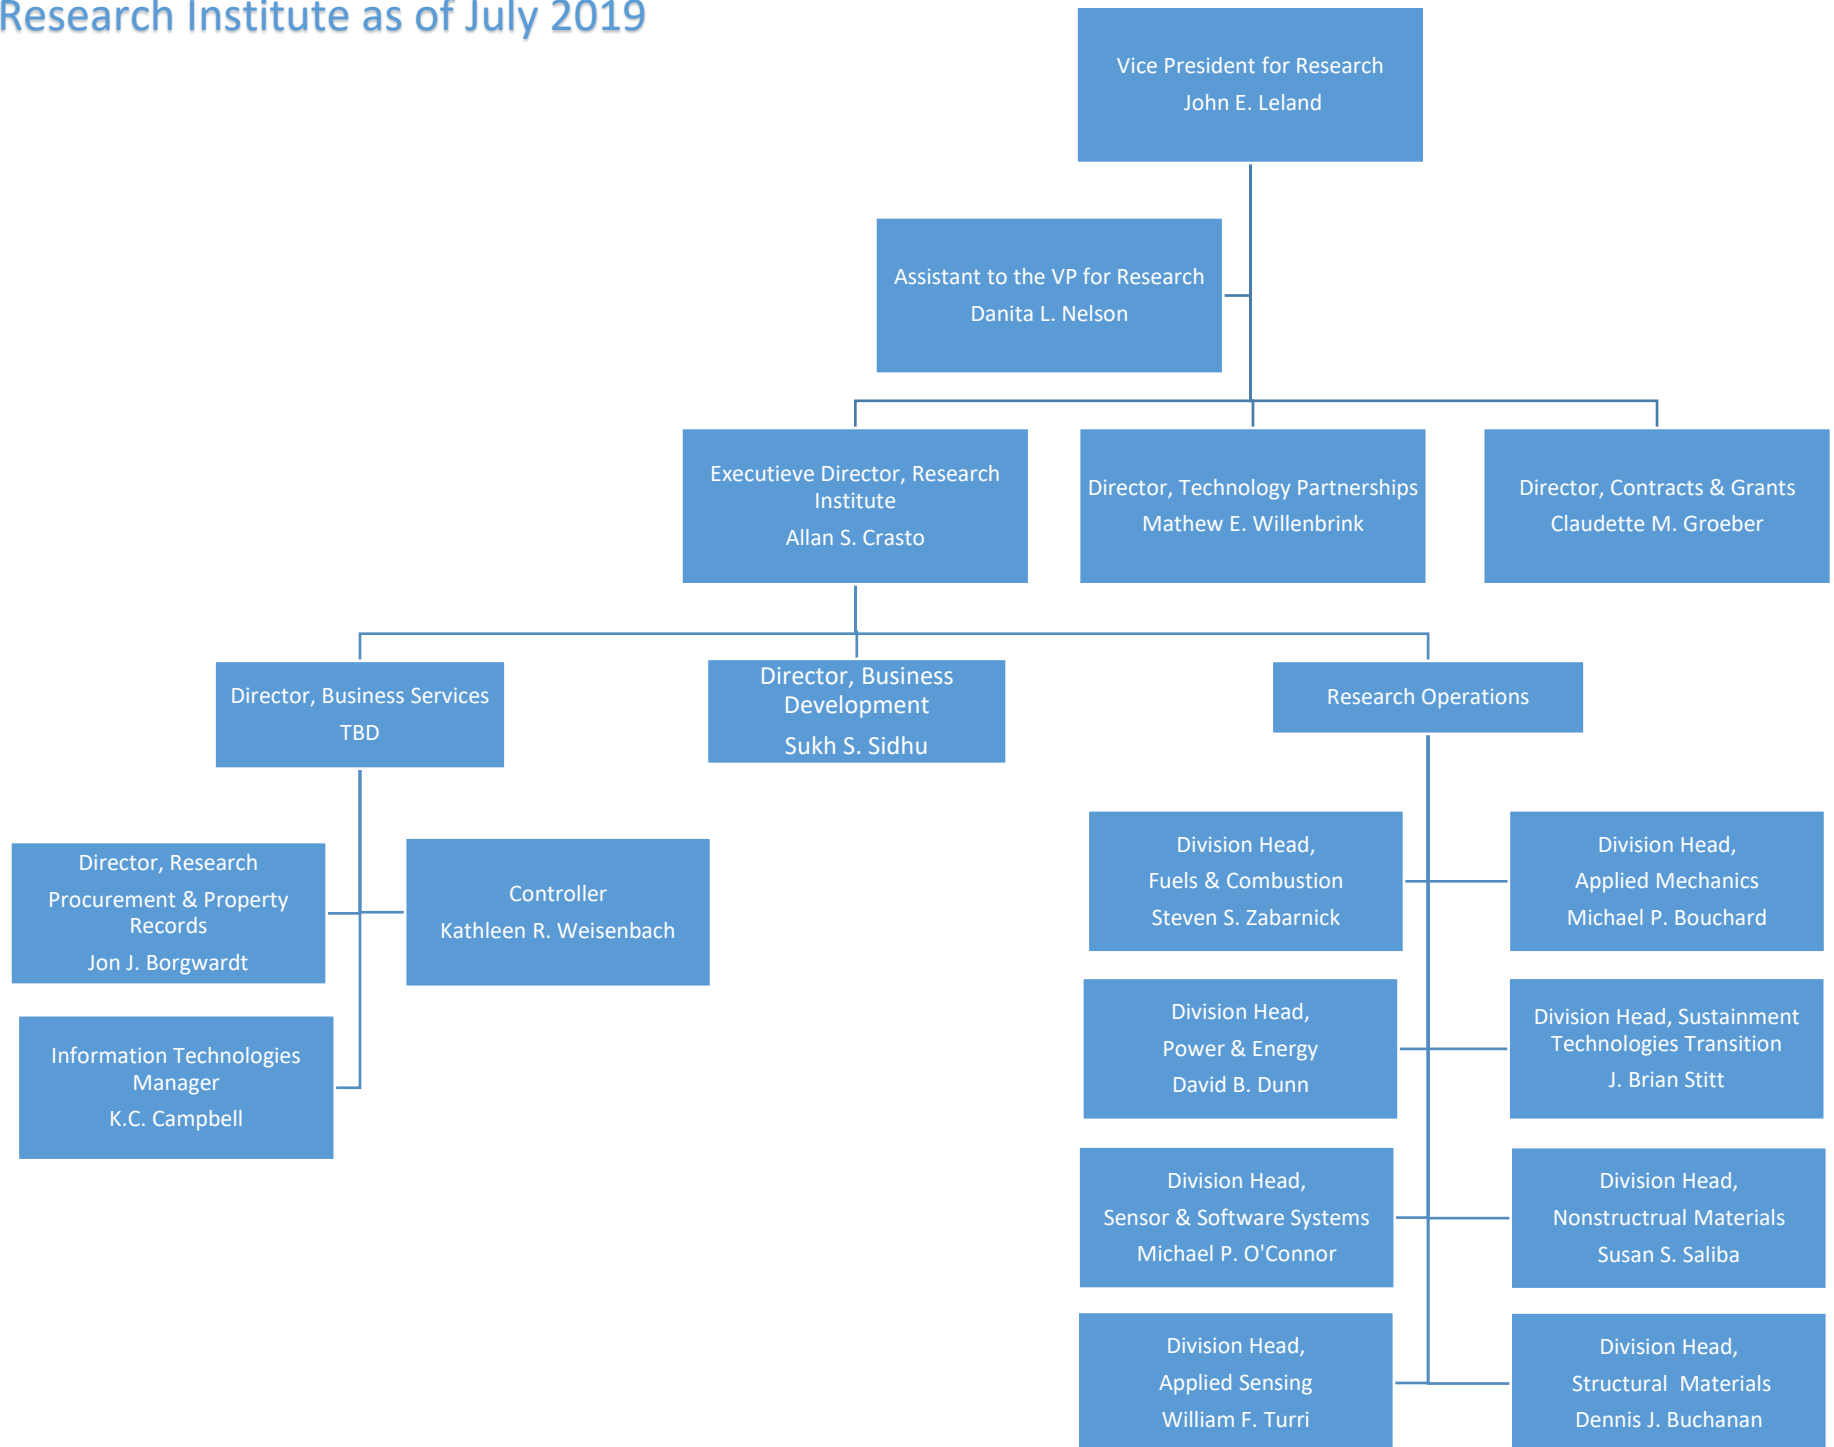 Research Institute as of July 2019
Vice President for Research
John E. Leland
Assistant to the VP for Research
Danita L. Nelson
Executieve Director, Research
Institute
Allan S. Crasto
Director, Technology Partnerships
Mathew E. Willenbrink
Director, Contracts & Grants
Claudette M. Groeber
Director, Business Services
TBD
Director, Business
Development
Sukh S. Sidhu
Research Operations
Director, Research
Procurement & Property
Records
Jon J. Borgwardt
Controller
Kathleen R. Weisenbach
Information Technologies
Manager
K.C. Campbell
Division Head,
Fuels & Combustion
Steven S. Zabarnick
Division Head,
Applied Mechanics
Michael P. Bouchard
Division Head,
Power & Energy
David B. Dunn
Division Head, Sustainment
Technologies Transition
J. Brian Stitt
Division Head,
Sensor & Software Systems
Michael P. O'Connor
Division Head,
Nonstructrual Materials
Susan S. Saliba
Division Head,
Applied Sensing
William F. Turri
Division Head,
Structural  Materials
Dennis J. Buchanan